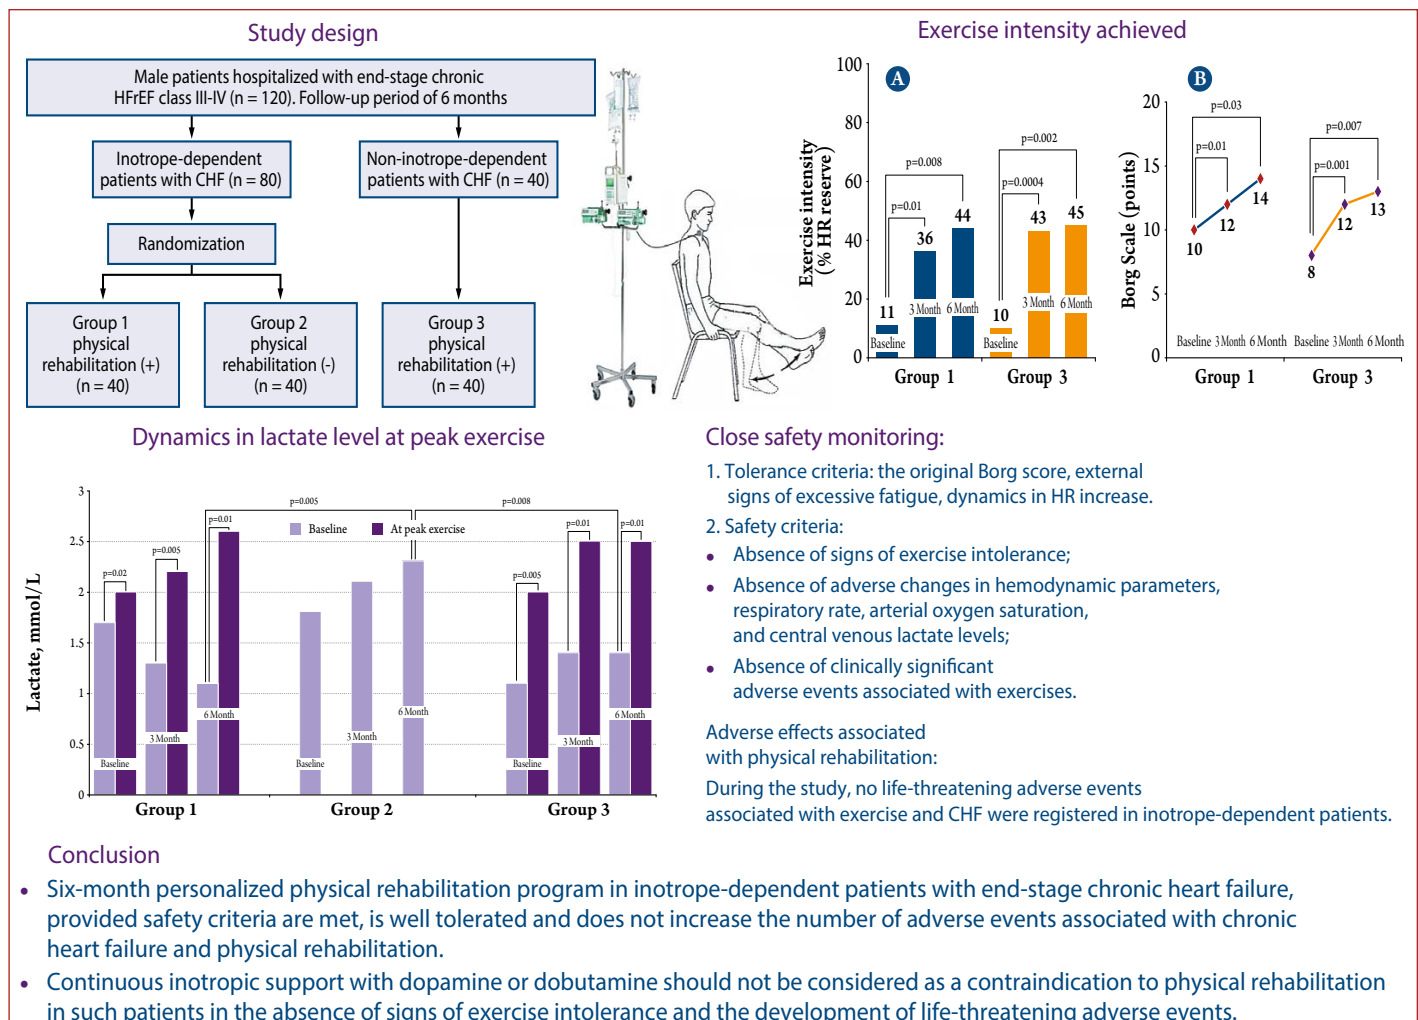 Study design
Male patients hospitalized with end-stage chronic
HFrEF class III-IV (n = 120). Follow-up period of 6 months
Inotrope-dependent
patients with CHF (n = 80)
Non-inotrope-dependent
patients with CHF (n = 40)
Randomization
Group 1
physical
rehabilitation (+)
(n = 40)
Group 2
physical
rehabilitation (-)
(n = 40)
Group 3
physical
rehabilitation (+)
(n = 40)
Exercise intensity achieved
A
Exercise intensity
(% HR reserve)
100
80
60
40
20
0
p=0.01
p=0.008
p=0.0004
p=0.002
11
36
44
10
43
45
Baseline
3 Month
6 Month
Baseline
3 Month
6 Month
Group 1
Group 3
B
Borg Scale (points)
20
15
10
5
0
p=0.03
p=0.01
p=0.007
p=0.001
10
12
14
8
12
13
Baseline 3 Month 6 Month
Baseline 3 Month 6 Month
Group 1
Group 3
Dynamics in lactate level at peak exercise
Lactate, mmol/L
3
2.5
2
1.5
1
0.5
0
Baseline
At peak exercise
p=0.005
p=0.008
p=0.02
p=0.005
p=0.01
p=0.005
p=0.01
p=0.01
Baseline
3 Month
6 Month
Baseline
3 Month
6 Month
Baseline
3 Month
6 Month
Group 1
Group 2
Group 3
Close safety monitoring:
1. Tolerance criteria: the original Borg score, external
signs of excessive fatigue, dynamics in HR increase.
2. Safety criteria:
• Absence of signs of exercise intolerance;
• Absence of adverse changes in hemodynamic parameters,
respiratory rate, arterial oxygen saturation,
and central venous lactate levels;
• Absence of clinically significant
adverse events associated with exercises.
Adverse effects associated
with physical rehabilitation:
During the study, no life-threatening adverse events
associated with exercise and CHF were registered in inotrope-dependent patients.
Conclusion
• Six-month personalized physical rehabilitation program in inotrope-dependent patients with end-stage chronic heart failure,
provided safety criteria are met, is well tolerated and does not increase the number of adverse events associated with chronic
heart failure and physical rehabilitation.
• Continuous inotropic support with dopamine or dobutamine should not be considered as a contraindication to physical rehabilitation
in such patients in the absence of signs of exercise intolerance and the development of life-threatening adverse events.